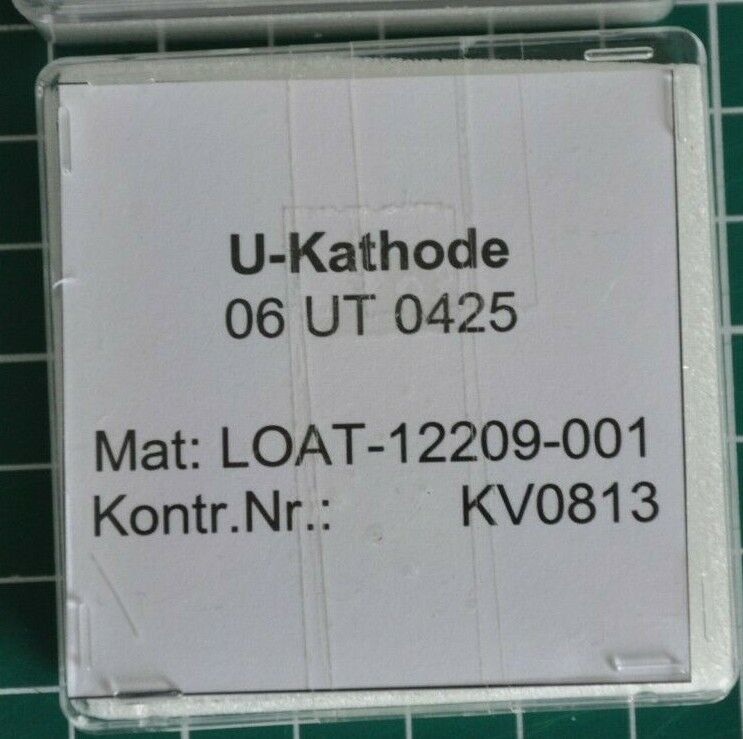 U-Kathode
06 UT 0425
Mat: LOAT-12209-001
Kontr.Nr.: KV0813